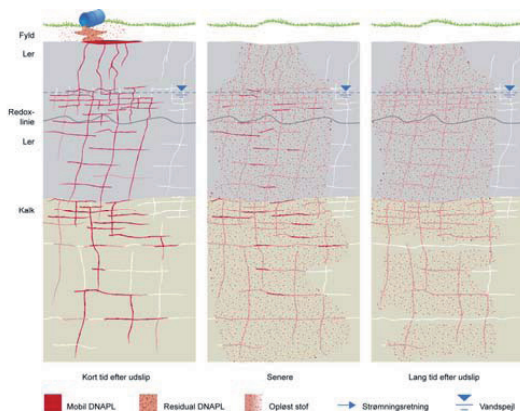 Fyld
Ler
Redox-
linie
Ler
Kalk
Kort tid efter udslip
Senere
Lang tid efter udslip
Mobil DNAPL
Residual DNAPL
Opløst stof
Strømningsretning
Vandspejl